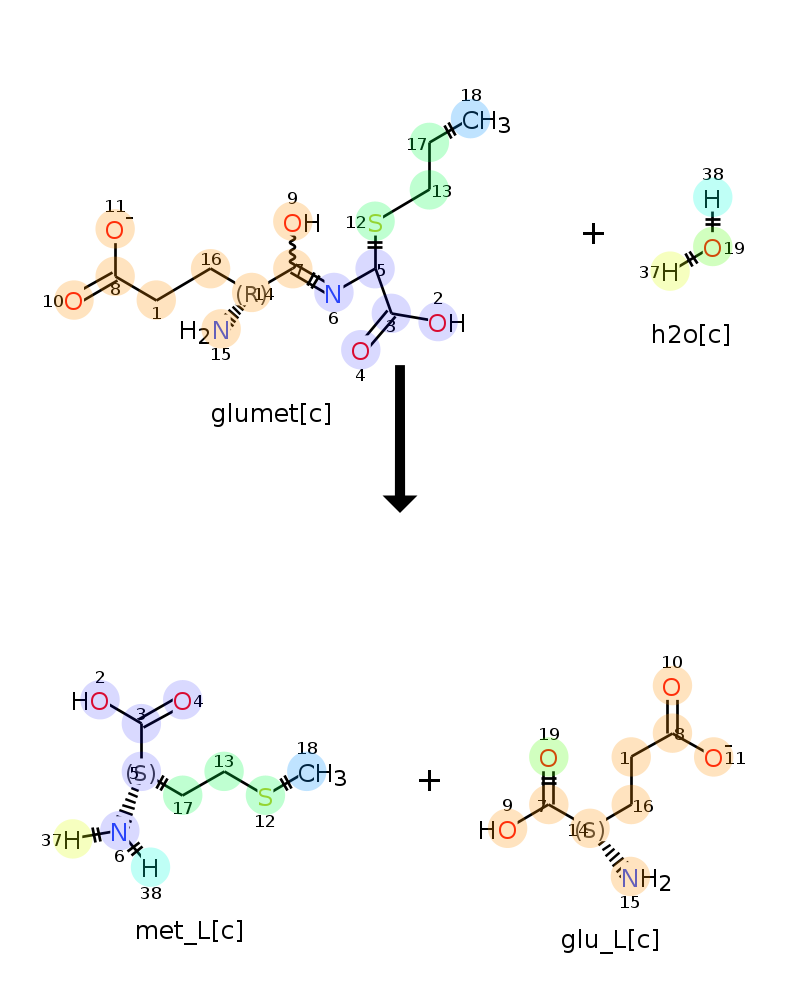 18
17 CH3
11 9 13 38
O- OH 12 S H
+ O 19
16 7 5 37 H
8 (R) 14
10 O 1 N 2
H2N 6 3 OH
15 O h2o[c]
4
glumet[c]
10
2 O
HO 3 O 4 19 8
O 1 O- 11
18
5 (S) 13 CH3
17 S + 9 7 16
12 HO 14 (S)
37 H N
6 H NH2
38 15
met_L[c] glu_L[c]